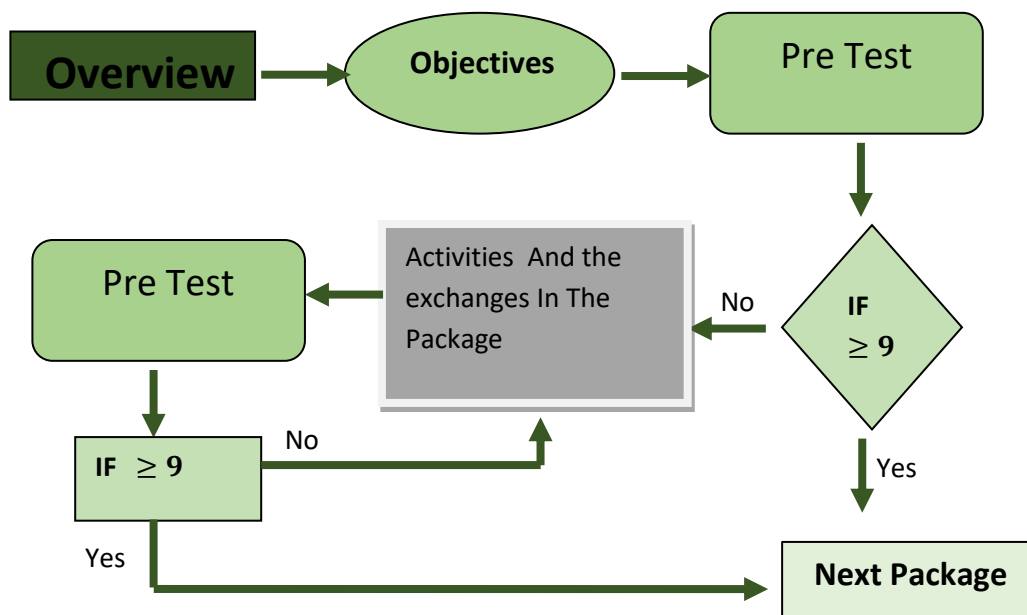 Overview
Objectives
Pre Test
IF
≥ 9
No
Yes
Activities And the
exchanges In The
Package
Pre Test
IF ≥ 9
No
Yes
Next Package